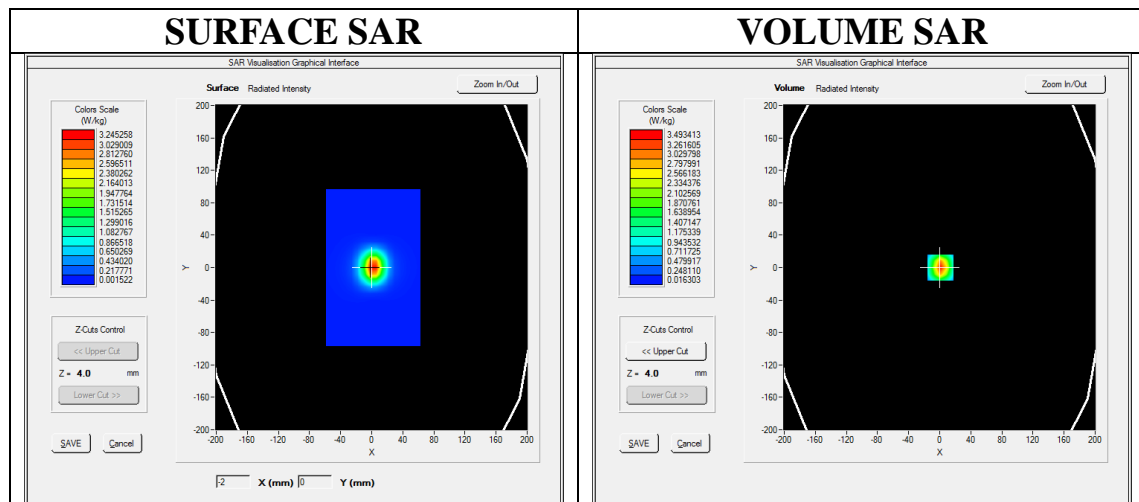 SURFACE SAR
VOLUME SAR
SAR Visualisation Graphical Interface
Surface Radiated Intensity
Zoom In/Out
Colors Scale
(W/kg)
3.245258
3.029009
2.812760
2.596511
2.380262
2.164013
1.947764
1.731514
1.515265
1.299016
1.082767
0.866518
0.650269
0.434020
0.217771
0.001522
200
160
120
80
40
0
-40
-80
-120
-160
-200
Y
-200 -160 -120 -80 -40 0 40 80 120 160 200
X
Z-Cuts Control
<< Upper Cut
Z = 4.0 mm
Lower Cut >>
SAVE Cancel
-2 X (mm) 0 Y (mm)
SAR Visualisation Graphical Interface
Volume Radiated Intensity
Zoom In/Out
Colors Scale
(W/kg)
3.493413
3.261605
3.029798
2.797991
2.566183
2.334376
2.102569
1.870761
1.638954
1.407147
1.175339
0.943532
0.711725
0.479917
0.248110
0.016303
200
160
120
80
40
0
-40
-80
-120
-160
-200
Y
-200 -160 -120 -80 -40 0 40 80 120 160 200
X
Z-Cuts Control
<< Upper Cut
Z = 4.0 mm
Lower Cut >>
SAVE Cancel